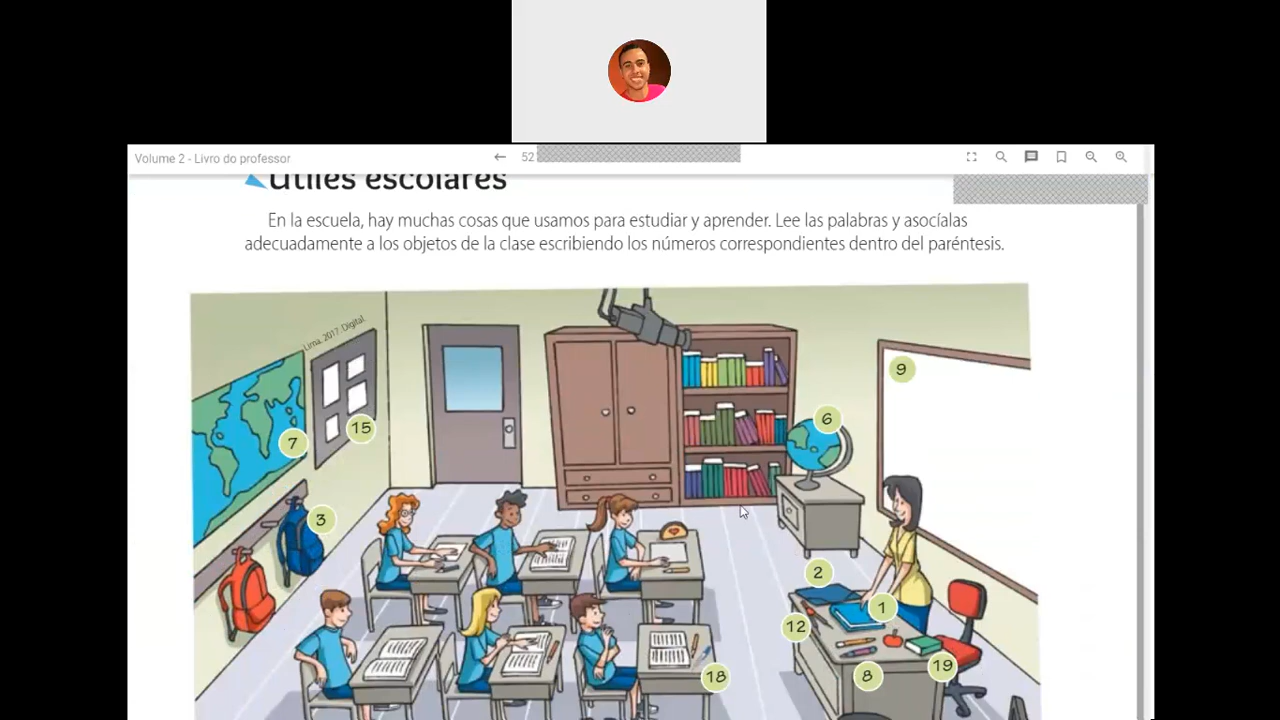 Volume 2 - Livro do professor
52
Útiles escolares
En la escuela, hay muchas cosas que usamos para estudiar y aprender. Lee las palabras y asocíalas
adecuadamente a los objetos de la clase escribiendo los números correspondientes dentro del paréntesis.
Lima, 2017. Digital.
9
6
15
7
3
2
1
12
19
8
18